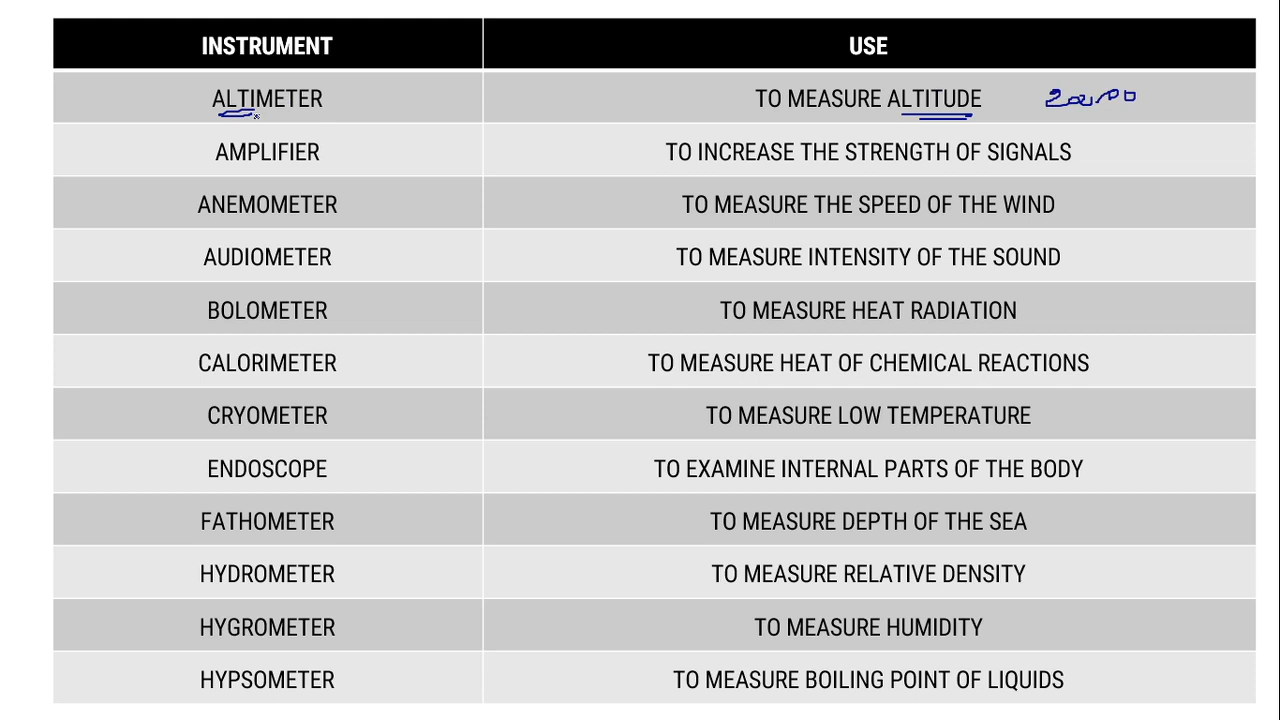 INSTRUMENT USE
ALTIMETER TO MEASURE ALTITUDE
AMPLIFIER TO INCREASE THE STRENGTH OF SIGNALS
ANEMOMETER TO MEASURE THE SPEED OF THE WIND
AUDIOMETER TO MEASURE INTENSITY OF THE SOUND
BOLOMETER TO MEASURE HEAT RADIATION
CALORIMETER TO MEASURE HEAT OF CHEMICAL REACTIONS
CRYOMETER TO MEASURE LOW TEMPERATURE
ENDOSCOPE TO EXAMINE INTERNAL PARTS OF THE BODY
FATHOMETER TO MEASURE DEPTH OF THE SEA
HYDROMETER TO MEASURE RELATIVE DENSITY
HYGROMETER TO MEASURE HUMIDITY
HYPSOMETER TO MEASURE BOILING POINT OF LIQUIDS